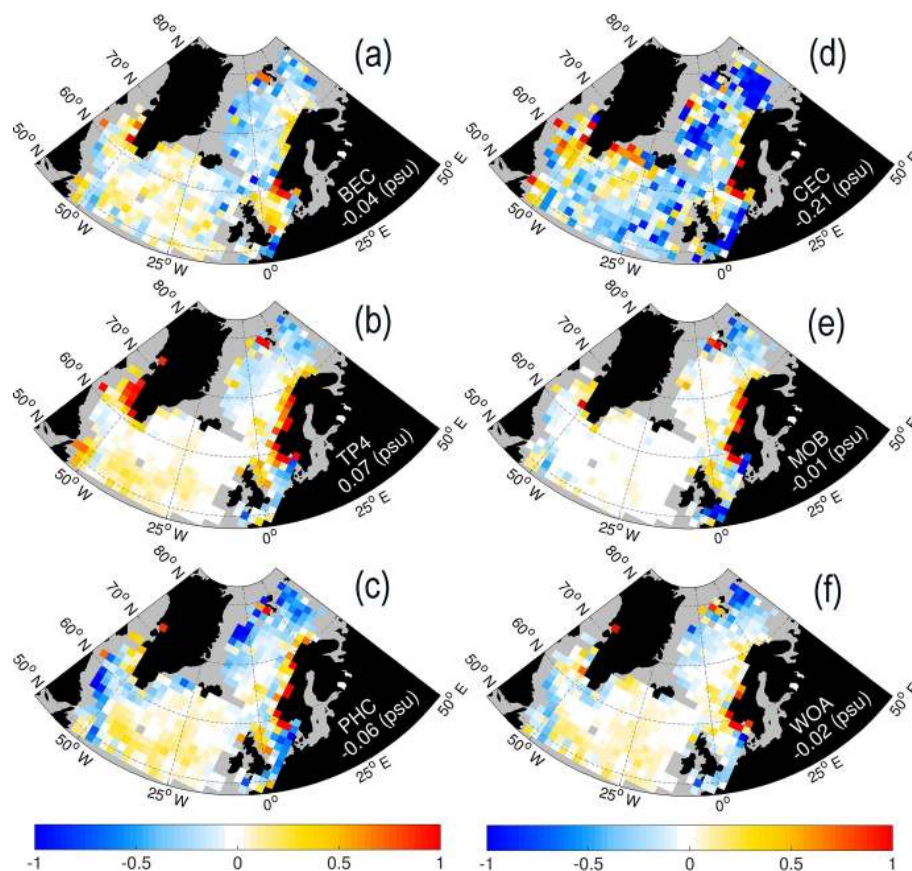 (a)
80° N
70° N
60° N
50° N
50° W
25° W
0°
25° E
50° E
BEC
-0.04 (psu)
(d)
80° N
70° N
60° N
50° N
50° W
25° W
0°
25° E
50° E
CEC
-0.21 (psu)
(b)
80° N
70° N
60° N
50° N
50° W
25° W
0°
25° E
50° E
TP4
0.07 (psu)
(e)
80° N
70° N
60° N
50° N
50° W
25° W
0°
25° E
50° E
MOB
-0.01 (psu)
(c)
80° N
70° N
60° N
50° N
50° W
25° W
0°
25° E
50° E
PHC
-0.06 (psu)
(f)
80° N
70° N
60° N
50° N
50° W
25° W
0°
25° E
50° E
WOA
-0.02 (psu)
-1 -0.5 0 0.5 1
-1 -0.5 0 0.5 1